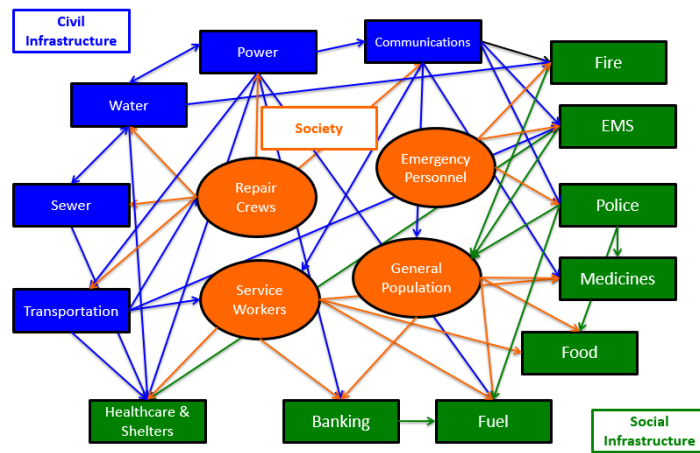 Civil
Infrastructure
Power
Communications
Fire
Water
Society
EMS
Emergency
Personnel
Repair
Crews
Sewer
Police
General
Population
Medicines
Service
Workers
Transportation
Food
Healthcare &
Shelters
Banking
Fuel
Social
Infrastructure